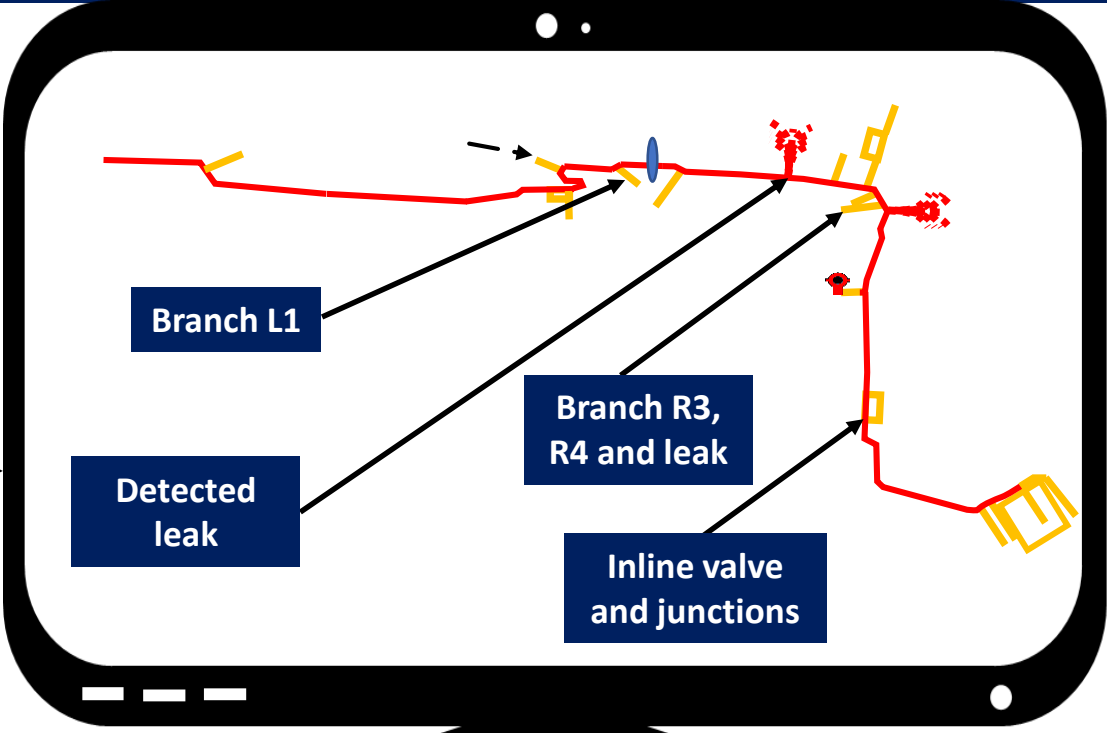 Branch L1
Branch R3,
R4 and leak
Detected
leak
Inline valve
and junctions